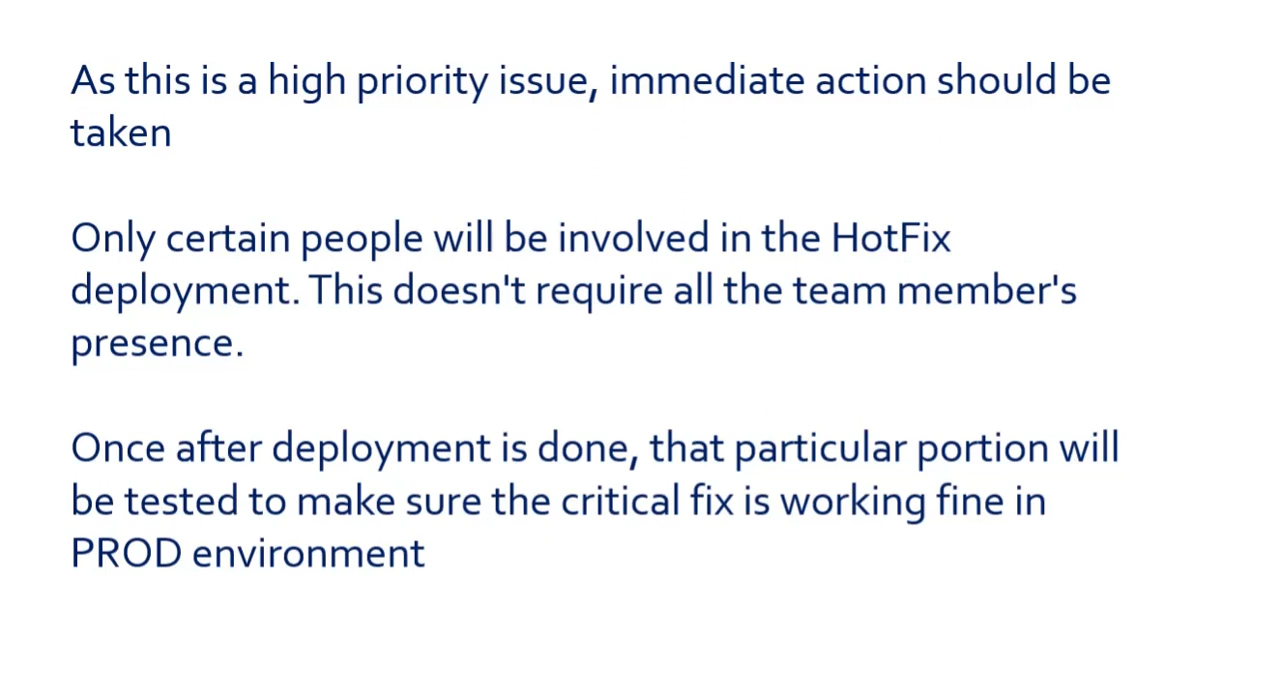 As this is a high priority issue, immediate action should be
taken
Only certain people will be involved in the HotFix
deployment. This doesn't require all the team member's
presence.
Once after deployment is done, that particular portion will
be tested to make sure the critical fix is working fine in
PROD environment